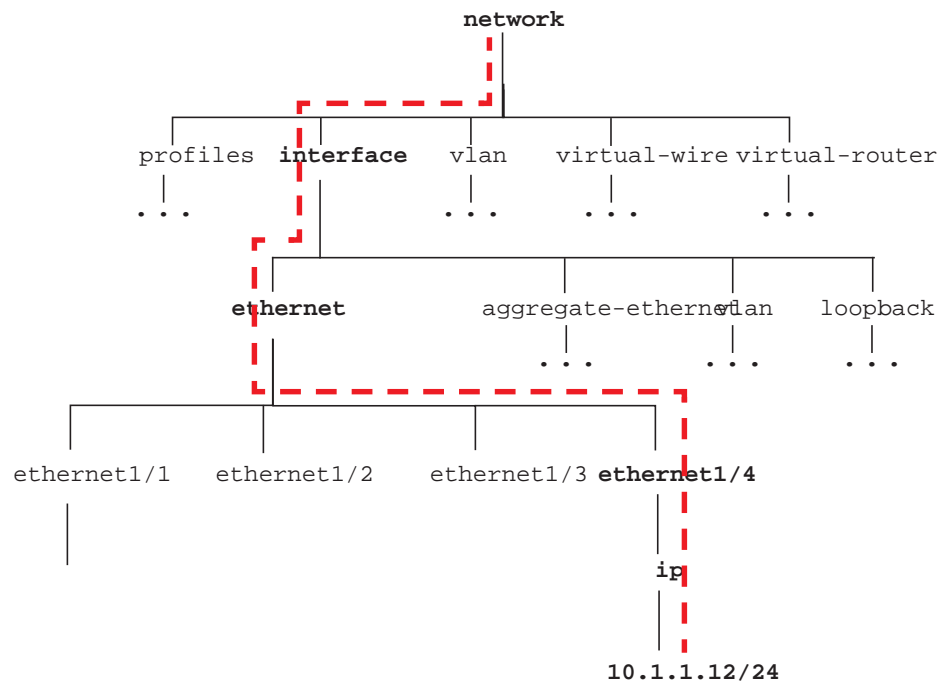 network
profiles interface vlan virtual-wire virtual-router
... ... ... ...
ethernet aggregate-ethernet vlan loopback
... ... ...
ethernet1/1 ethernet1/2 ethernet1/3 ethernet1/4
ip
10.1.1.12/24